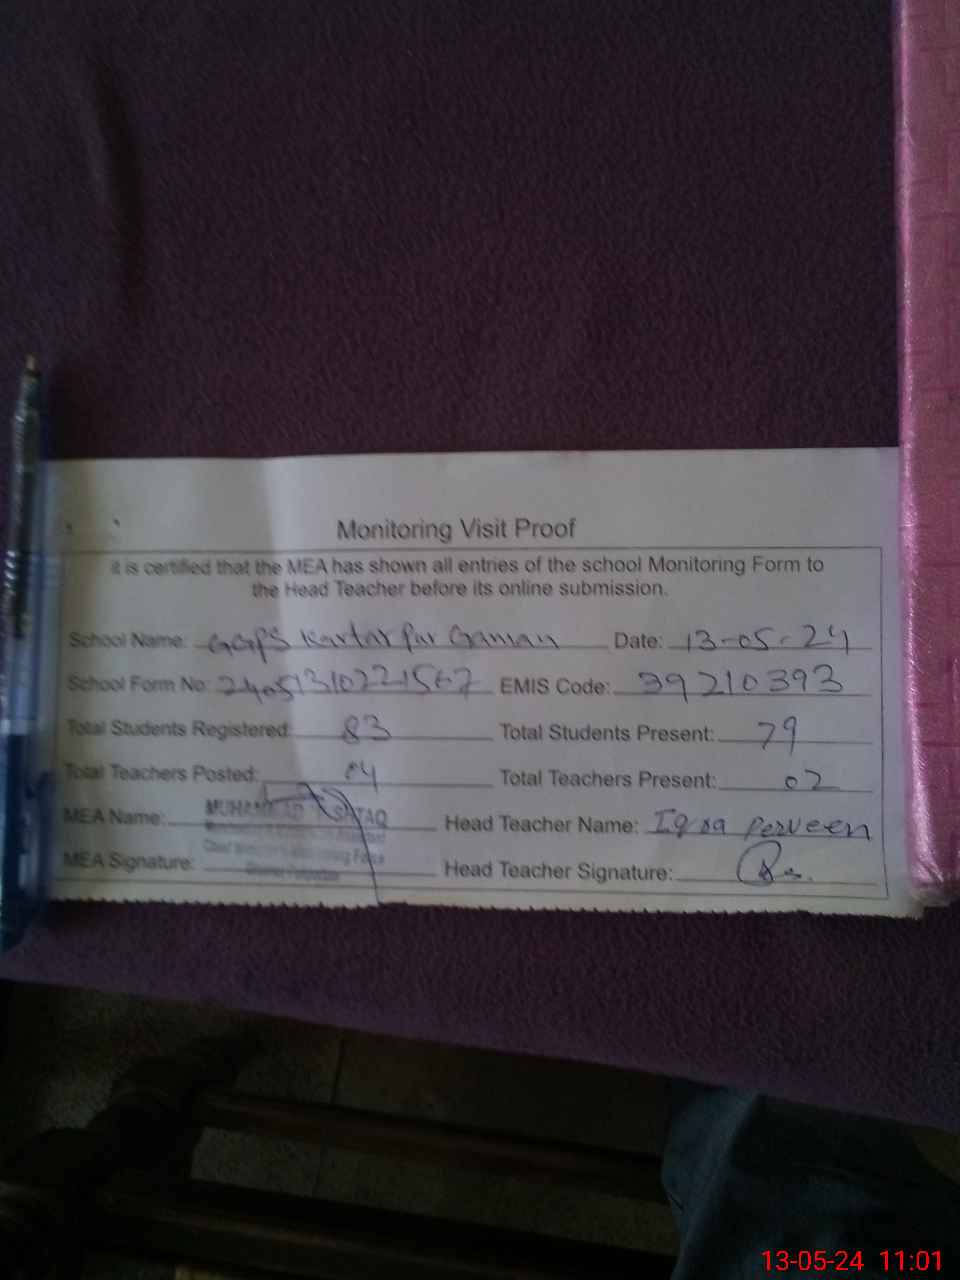 Monitoring Visit Proof
it is certified that the MEA has shown all entries of the school Monitoring Form to
the Head Teacher before its online submission.
School Name: GGPS Kartar Pur Gaman Date: 13-05-24
School Form No: 24051310221567 EMIS Code: 39210393
Total Students Registered: 83 Total Students Present: 79
Total Teachers Posted: 04 Total Teachers Present: 02
MEA Name: MUHAMMAD Head Teacher Name: Iqra Perveen
MEA Signature: Head Teacher Signature:
13-05-24 11:01